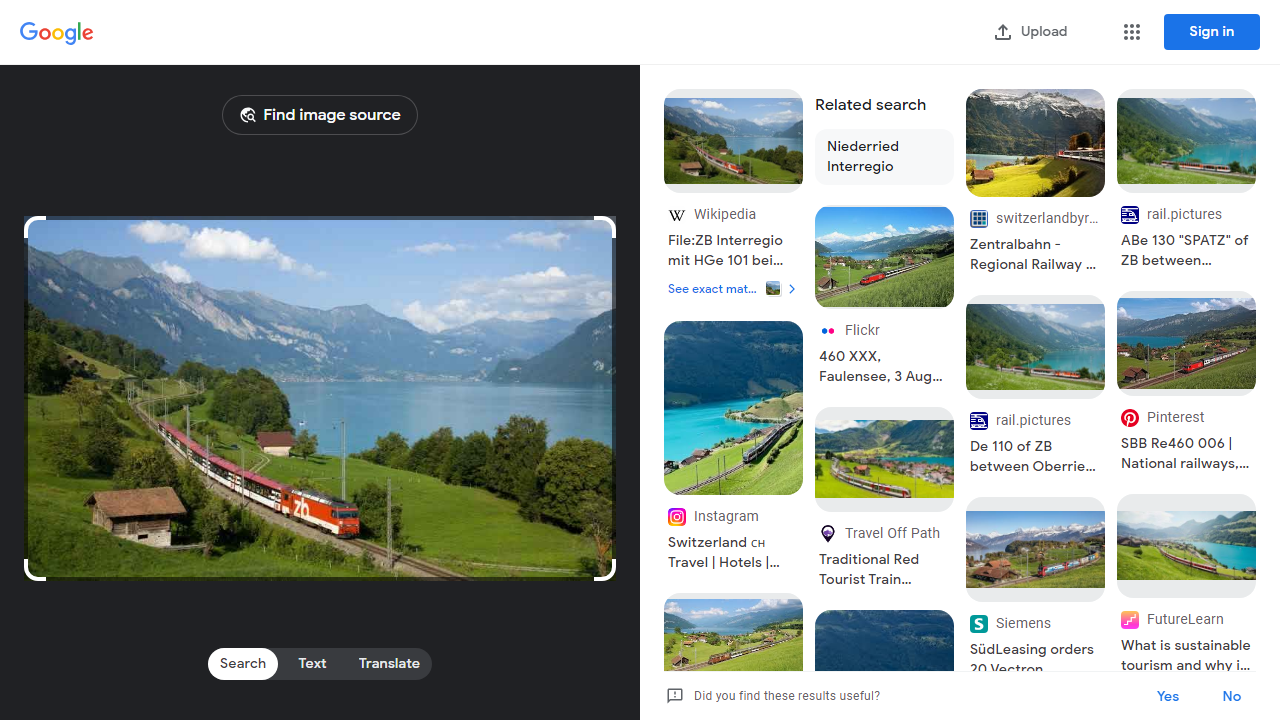 Google
Upload
Sign in
Find image source
zb
Search
Text
Translate
Wikipedia
File:ZB Interregio
mit HGe 101 bei…
See exact mat…
Instagram
Switzerland CH
Travel | Hotels |…
Related search
Niederried
Interregio
Flickr
460 XXX,
Faulensee, 3 Aug…
Travel Off Path
Traditional Red
Tourist Train…
switzerlandbyr…
Zentralbahn -
Regional Railway …
rail.pictures
De 110 of ZB
between Oberrie…
Siemens
SüdLeasing orders
20 Vectron
rail.pictures
ABe 130 "SPATZ" of
ZB between…
Pinterest
SBB Re460 006 |
National railways,…
FutureLearn
What is sustainable
tourism and why i…
Did you find these results useful?
Yes
No